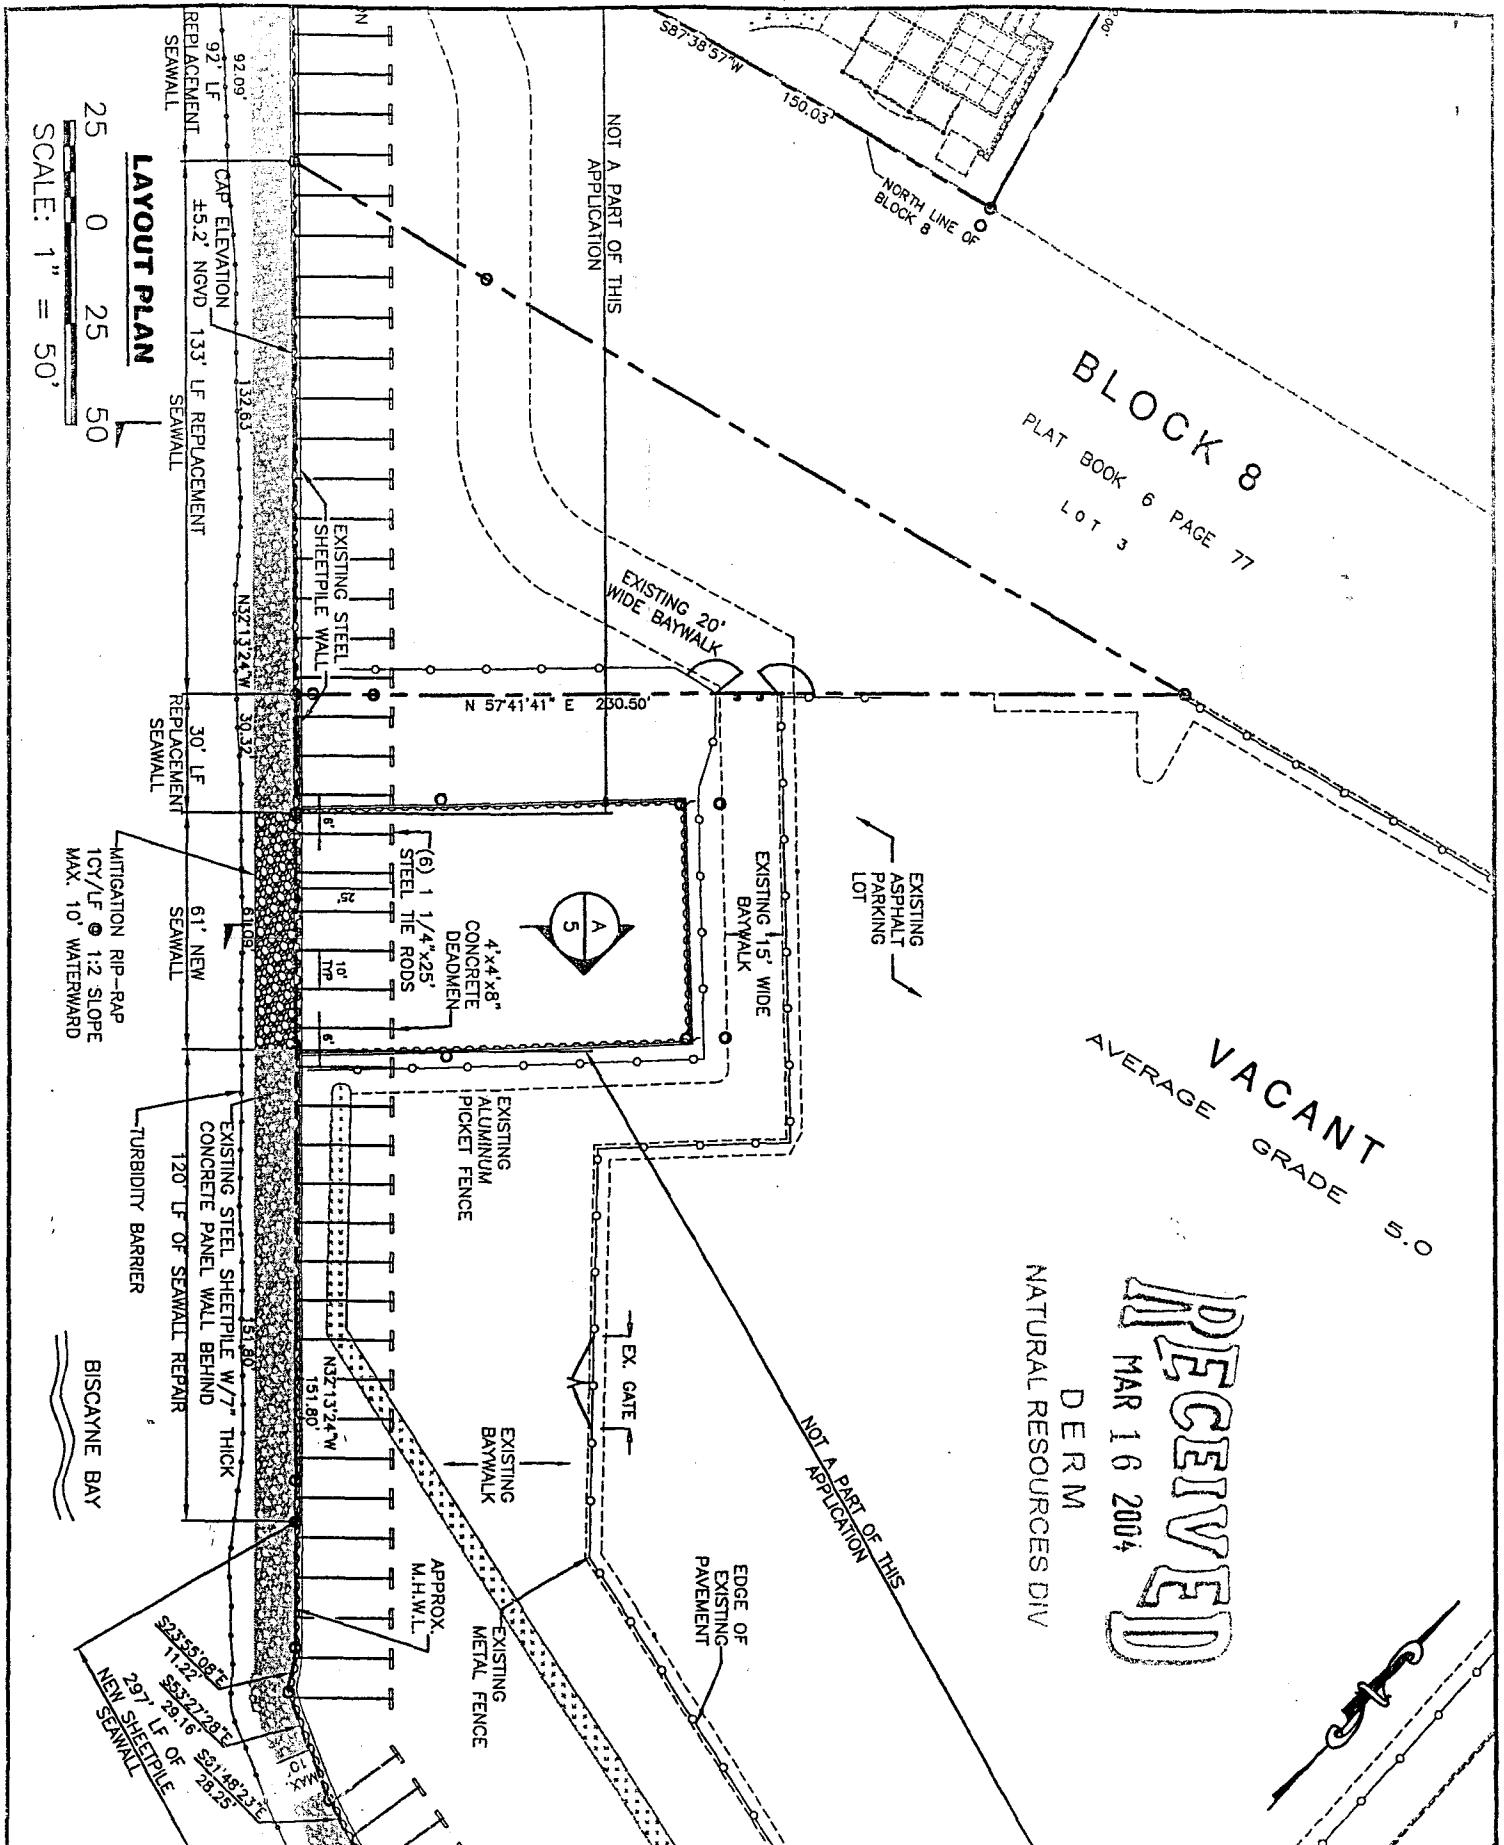 BLOCK 8
PLAT BOOK 6 PAGE 77
LOT 3
VACANT
AVERAGE GRADE 5.0
RECEIVED
MAR 16 2004
DERM
NATURAL RESOURCES DIV
S87°38'57"W
150.03'
NORTH LINE OF
BLOCK 8
NOT A PART OF THIS
APPLICATION
EXISTING 20'
WIDE BAYWALK
N 57°41'41" E 230.50'
EXISTING
ASPHALT
PARKING
LOT
EXISTING 15' WIDE
BAYWALK
A
5
4'x4'x8"
CONCRETE
DEADMEN
(6) 1 1/4"x25'
STEEL TIE RODS
6'
25'
10'
TYP
6'
EXISTING
ALUMINUM
PICKET FENCE
EX. GATE
NOT A PART OF THIS
APPLICATION
EXISTING
BAYWALK
EXISTING
METAL FENCE
EDGE OF
EXISTING
PAVEMENT
APPROX.
M.H.W.L.
N32°13'24"W
151.80'
EXISTING STEEL
SHEETPILE WALL
92.09'
92' LF
REPLACEMENT
SEAWALL
CAP ELEVATION
±5.2' NGVD
132.63'
133' LF REPLACEMENT
SEAWALL
N32°13'24"W
30.32'
30' LF
REPLACEMENT
SEAWALL
61.09'
61' NEW
SEAWALL
MITIGATION RIP-RAP
1CY/LF @ 1:2 SLOPE
MAX. 10' WATERWARD
151.80'
EXISTING STEEL SHEETPILE W/7" THICK
CONCRETE PANEL WALL BEHIND
120' LF OF SEAWALL REPAIR
TURBIDITY BARRIER
BISCAYNE BAY
S23°55'08"E
11.22'
S53°27'28"E
29.16'
S31°48'23"E
28.25'
10'
MAX.
297' LF OF
NEW SHEETPILE
SEAWALL
LAYOUT PLAN
25 0 25 50
SCALE: 1" = 50'